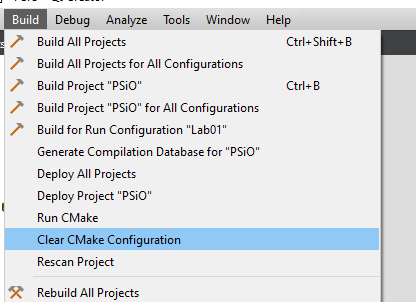 Build Debug Analyze Tools Window Help
Build All Projects Ctrl+Shift+B
Build All Projects for All Configurations
Build Project "PSiO" Ctrl+B
Build Project "PSiO" for All Configurations
Build for Run Configuration "Lab01"
Generate Compilation Database for "PSiO"
Deploy All Projects
Deploy Project "PSiO"
Run CMake
Clear CMake Configuration
Rescan Project
Rebuild All Projects